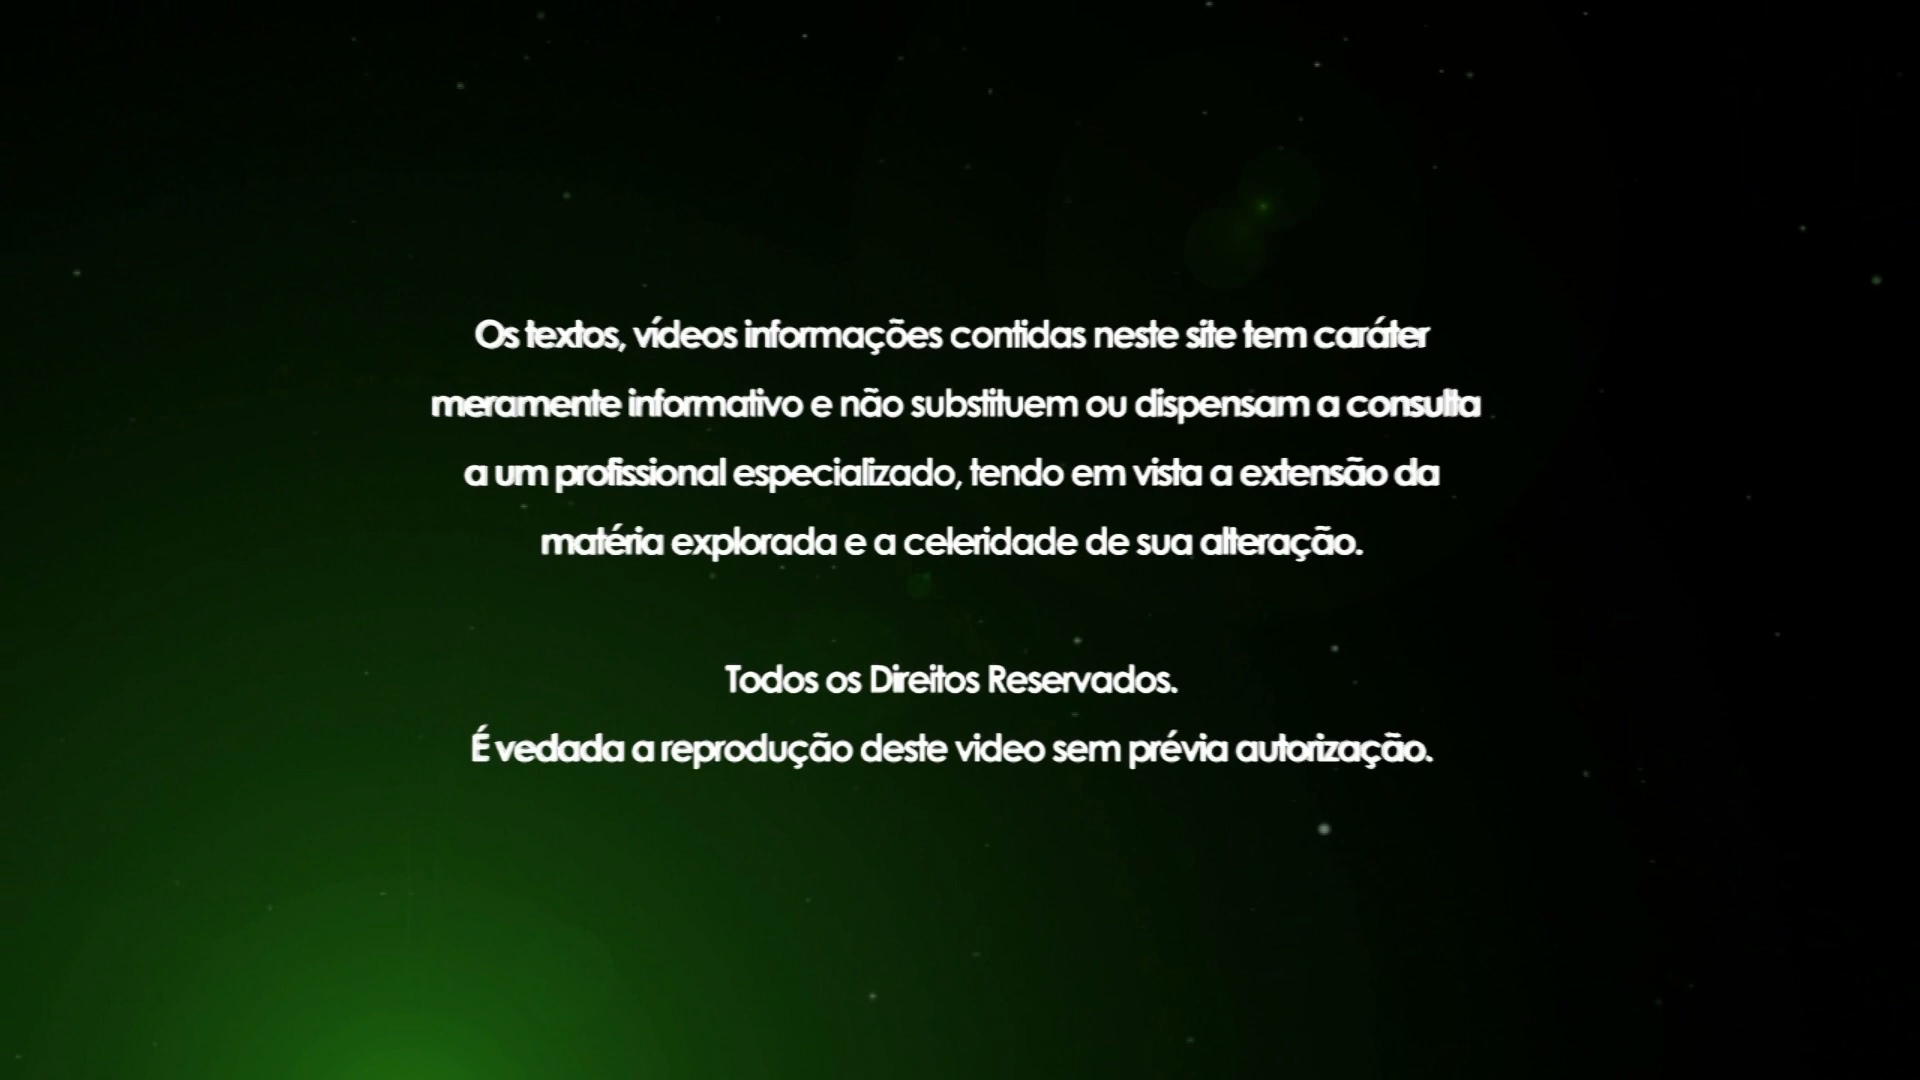 Os textos, vídeos informações contidas neste site tem caráter
meramente informativo e não substituem ou dispensam a consulta
a um profissional especializado, tendo em vista a extensão da
matéria explorada e a celeridade de sua alteração.
Todos os Direitos Reservados.
É vedada a reprodução deste video sem prévia autorização.